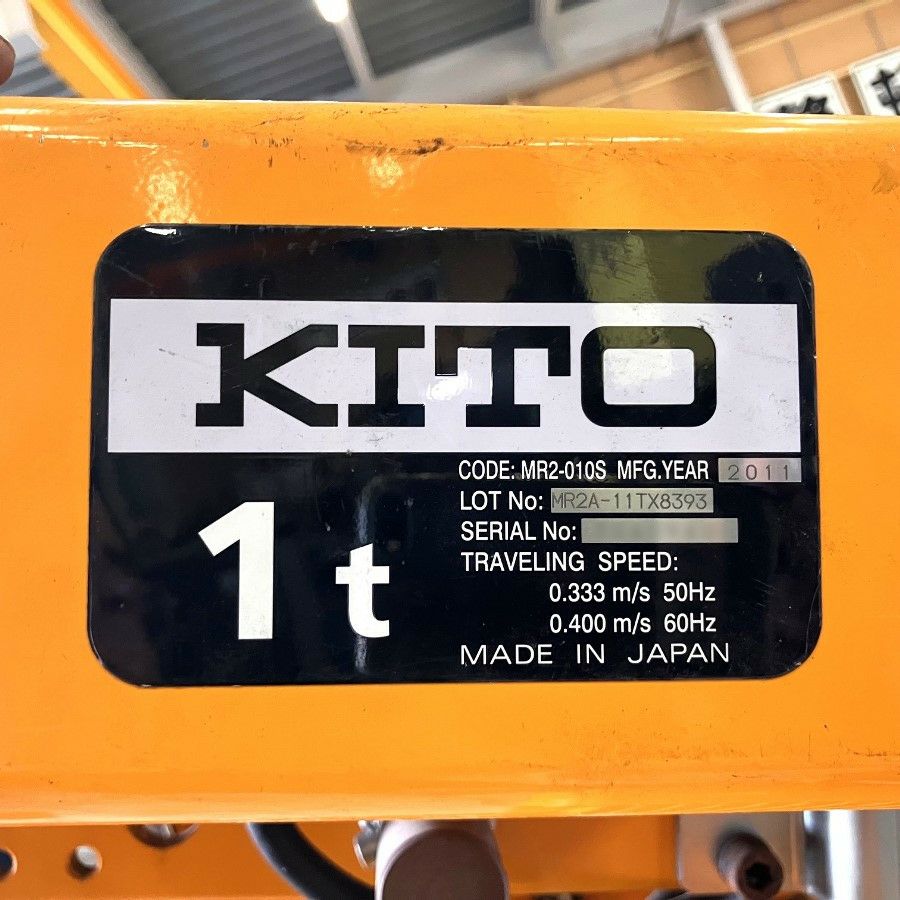 KITO
1 t
CODE: MR2-010S MFG.YEAR 2011
LOT No: MR2A-11TX8393
SERIAL No:
TRAVELING SPEED:
0.333 m/s 50Hz
0.400 m/s 60Hz
MADE IN JAPAN